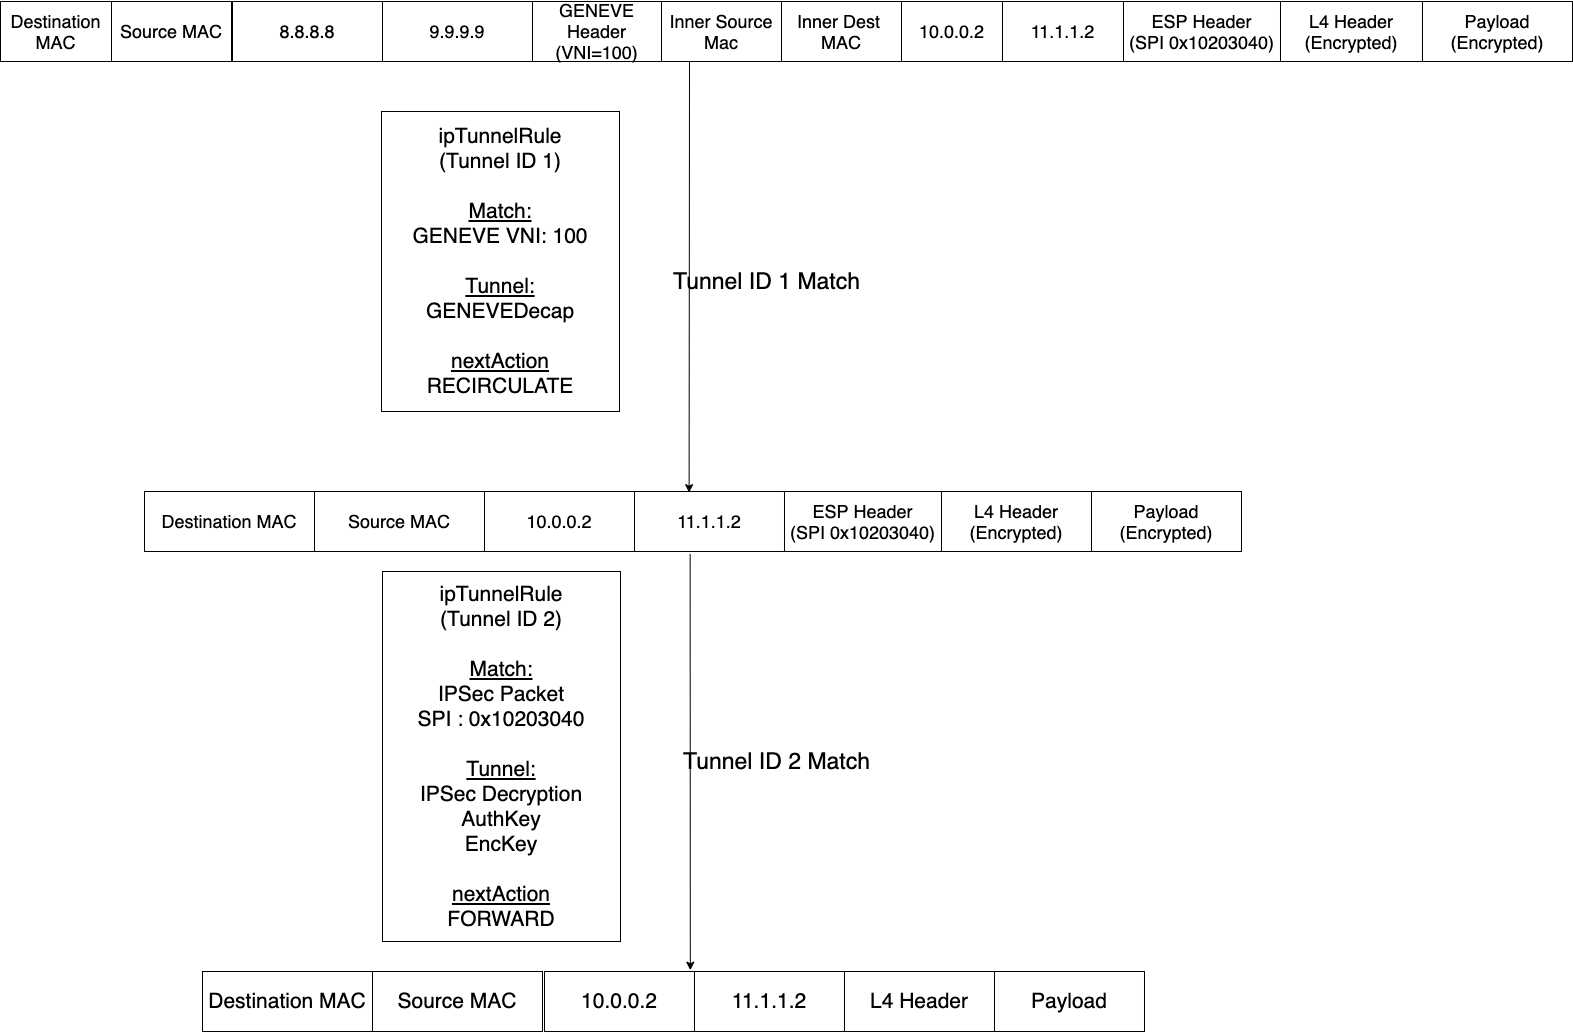 Destination
MAC
Source MAC
8.8.8.8
9.9.9.9
GENEVE
Header
(VNI=100)
Inner Source
Mac
Inner Dest
MAC
10.0.0.2
11.1.1.2
ESP Header
(SPI 0x10203040)
L4 Header
(Encrypted)
Payload
(Encrypted)
ipTunnelRule
(Tunnel ID 1)
Match:
GENEVE VNI: 100
Tunnel:
GENEVEDecap
nextAction
RECIRCULATE
Tunnel ID 1 Match
Destination MAC
Source MAC
10.0.0.2
11.1.1.2
ESP Header
(SPI 0x10203040)
L4 Header
(Encrypted)
Payload
(Encrypted)
ipTunnelRule
(Tunnel ID 2)
Match:
IPSec Packet
SPI : 0x10203040
Tunnel:
IPSec Decryption
AuthKey
EncKey
nextAction
FORWARD
Tunnel ID 2 Match
Destination MAC
Source MAC
10.0.0.2
11.1.1.2
L4 Header
Payload